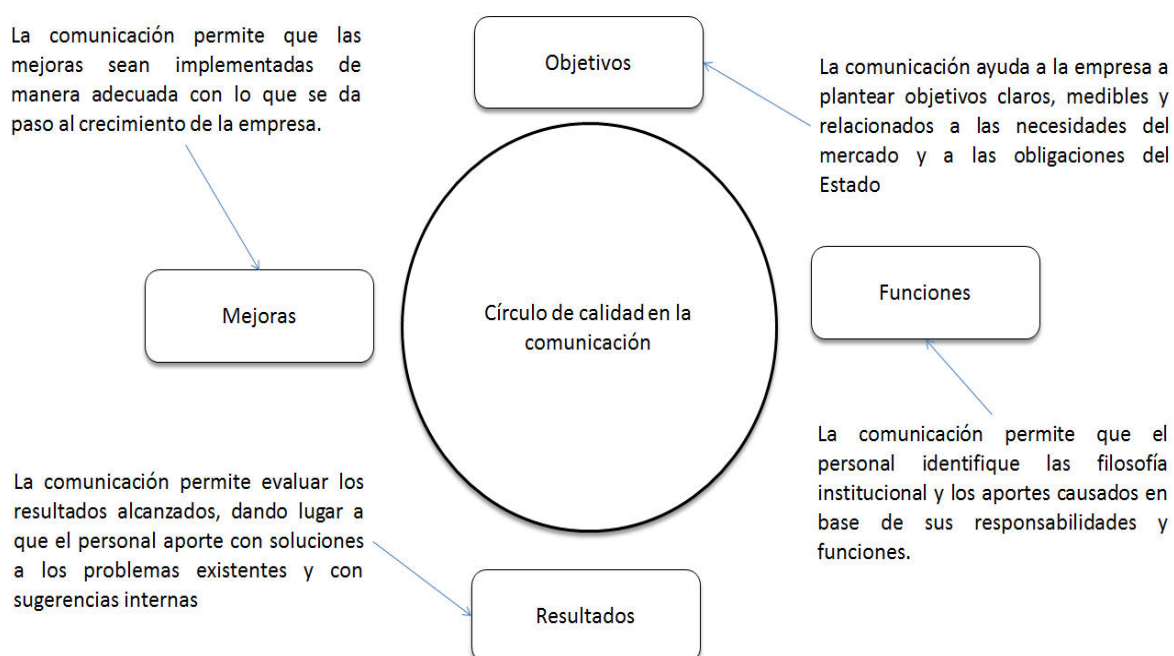 La comunicación permite que las
mejoras sean implementadas de
manera adecuada con lo que se da
paso al crecimiento de la empresa.
Objetivos
La comunicación ayuda a la empresa a
plantear objetivos claros, medibles y
relacionados a las necesidades del
mercado y a las obligaciones del
Estado
Mejoras
Círculo de calidad en la
comunicación
Funciones
La comunicación permite evaluar los
resultados alcanzados, dando lugar a
que el personal aporte con soluciones
a los problemas existentes y con
sugerencias internas
La comunicación permite que el
personal identifique las filosofía
institucional y los aportes causados en
base de sus responsabilidades y
funciones.
Resultados